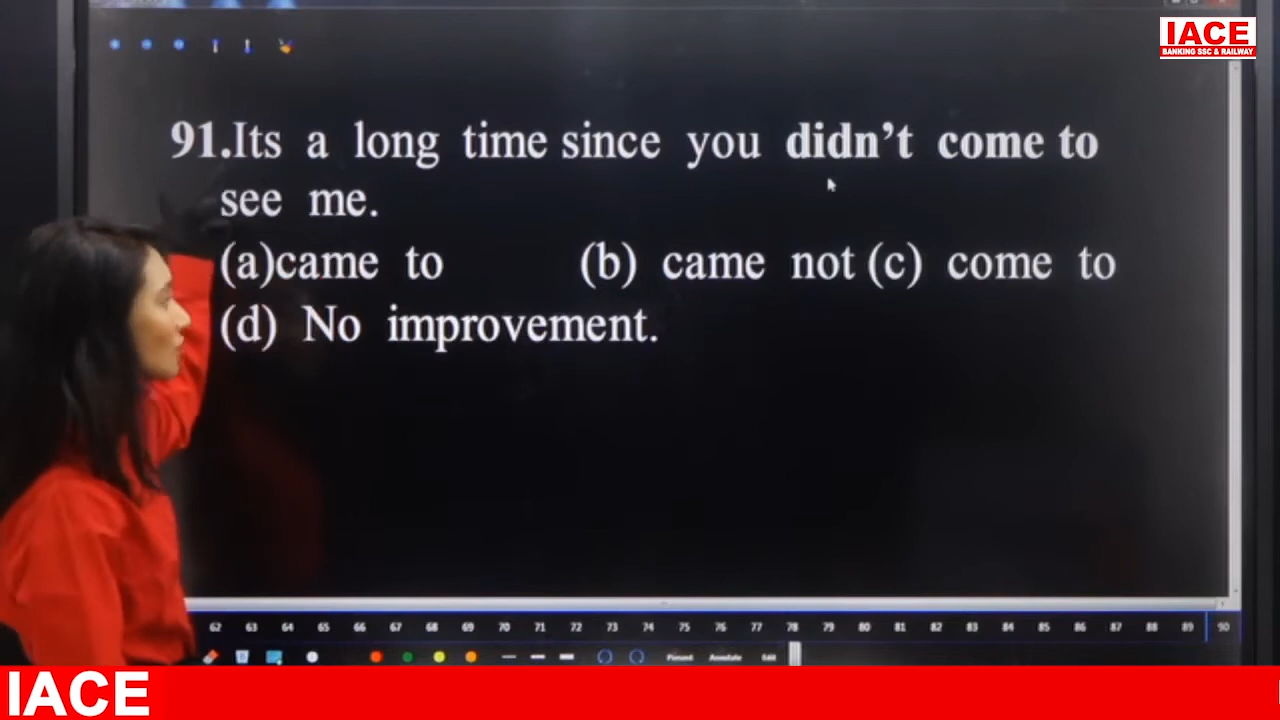 IACE
BANKING SSC & RAILWAY
91.Its a long time since you didn't come to
see me.
(a)came to (b) came not (c) come to
(d) No improvement.
62 63 64 65 66 67 68 69 70 71 72 73 74 75 76 77 78 79 80 81 82 83 84 85 86 87 88 89 90
IACE